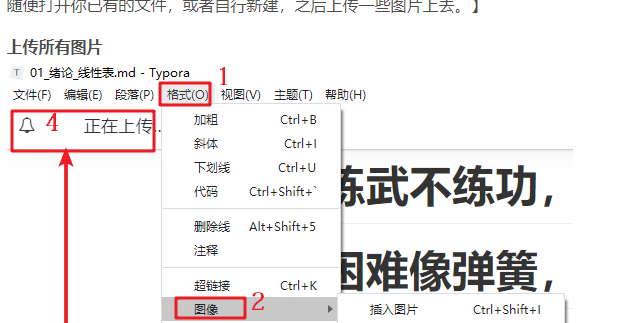 随便打开你已有的文件，或者自行新建，之后上传一些图片上去。】
上传所有图片
T 01_绪论_线性表.md - Typora
文件(F) 编辑(E) 段落(P) 格式(O) 视图(V) 主题(T) 帮助(H)
1
4 正在上传..
加粗 Ctrl+B
斜体 Ctrl+I
下划线 Ctrl+U
代码 Ctrl+Shift+`
练武不练功，
删除线 Alt+Shift+5
注释
困难像弹簧，
超链接 Ctrl+K
图像 2
插入图片 Ctrl+Shift+I